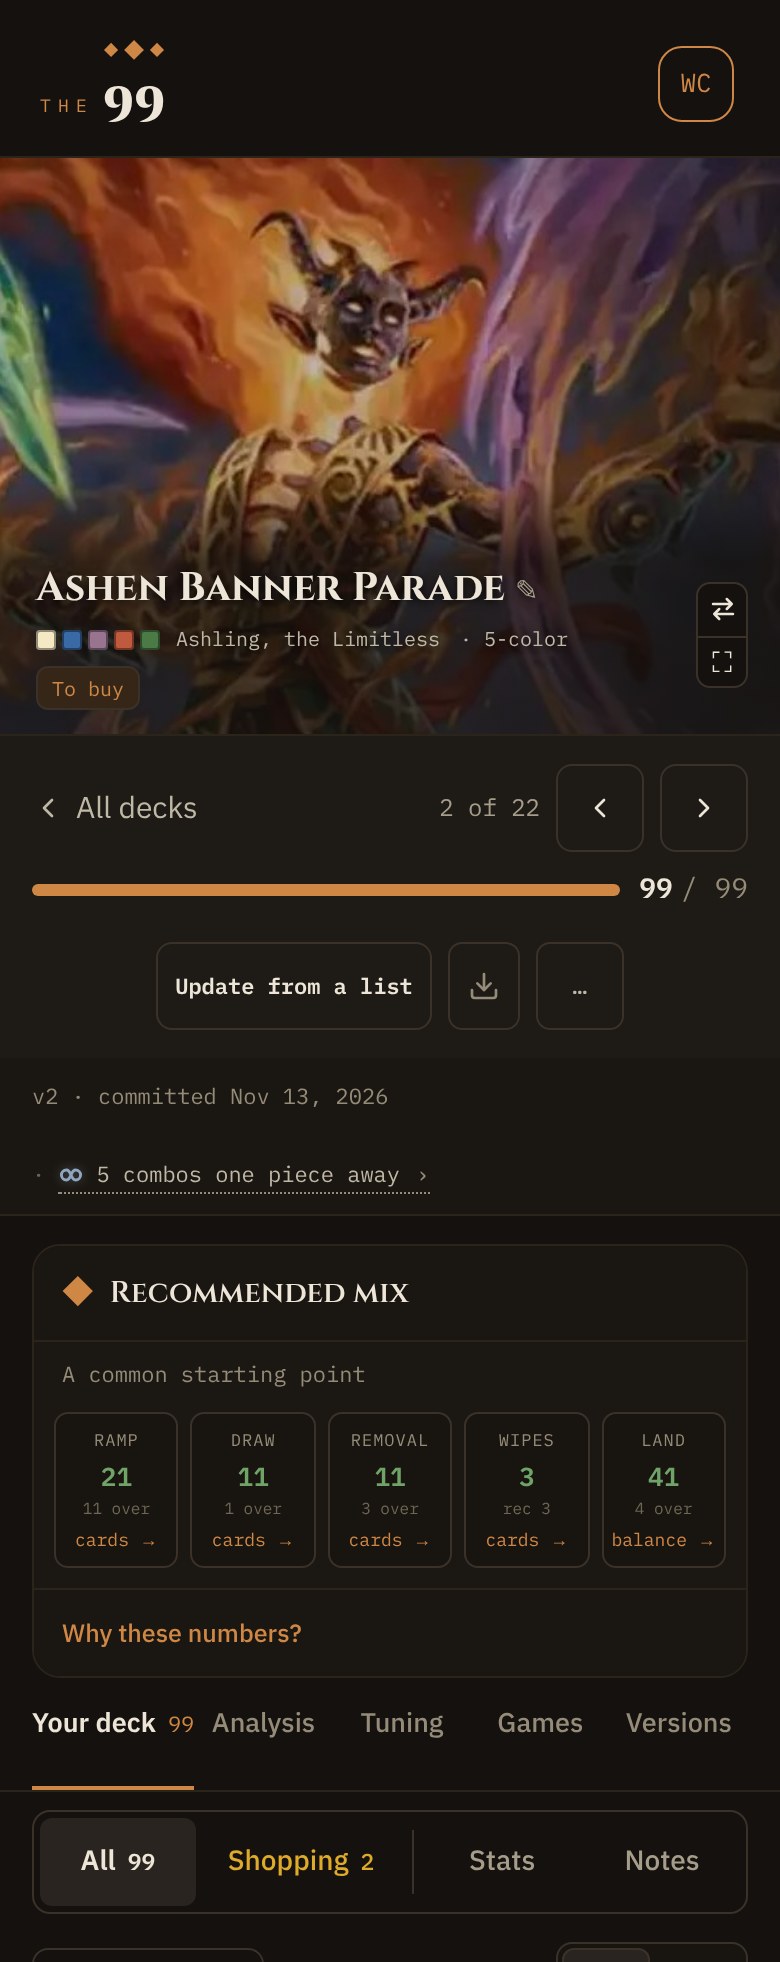 THE 99
WC
Ashen Banner Parade ✎
Ashling, the Limitless · 5-color
To buy
All decks
2 of 22
99 / 99
Update from a list
…
v2 · committed Nov 13, 2026
· ∞ 5 combos one piece away ›
Recommended mix
A common starting point
RAMP DRAW REMOVAL WIPES LAND
21 11 11 3 41
11 over 1 over 3 over rec 3 4 over
cards → cards → cards → cards → balance →
Why these numbers?
Your deck 99 Analysis Tuning Games Versions
All 99 Shopping 2 Stats Notes